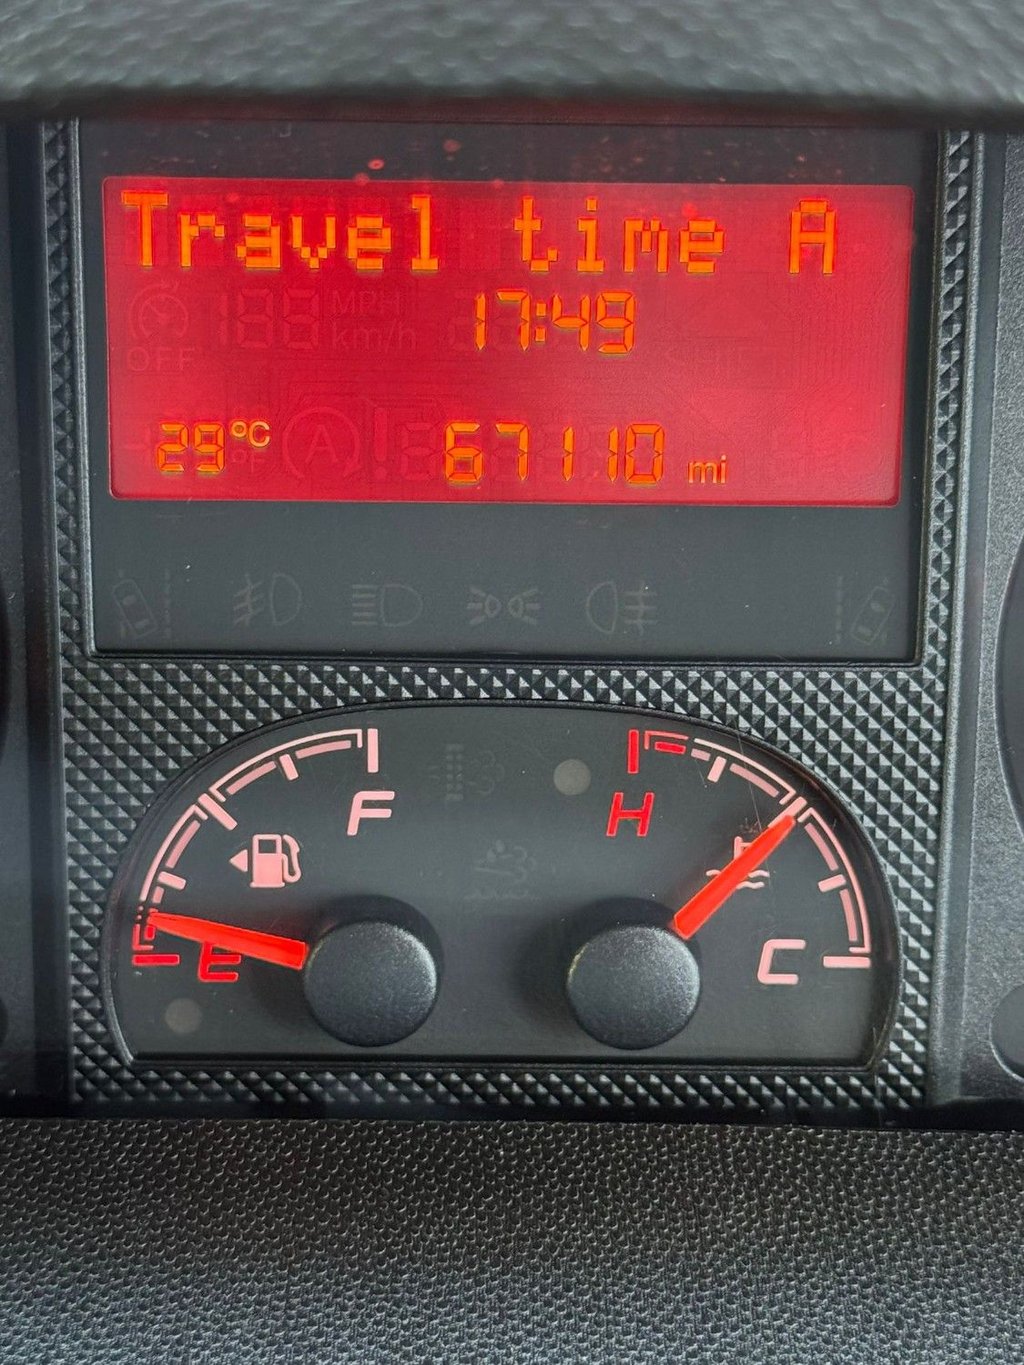 Travel time A
17:49
29°C 67110 mi
F H
E C